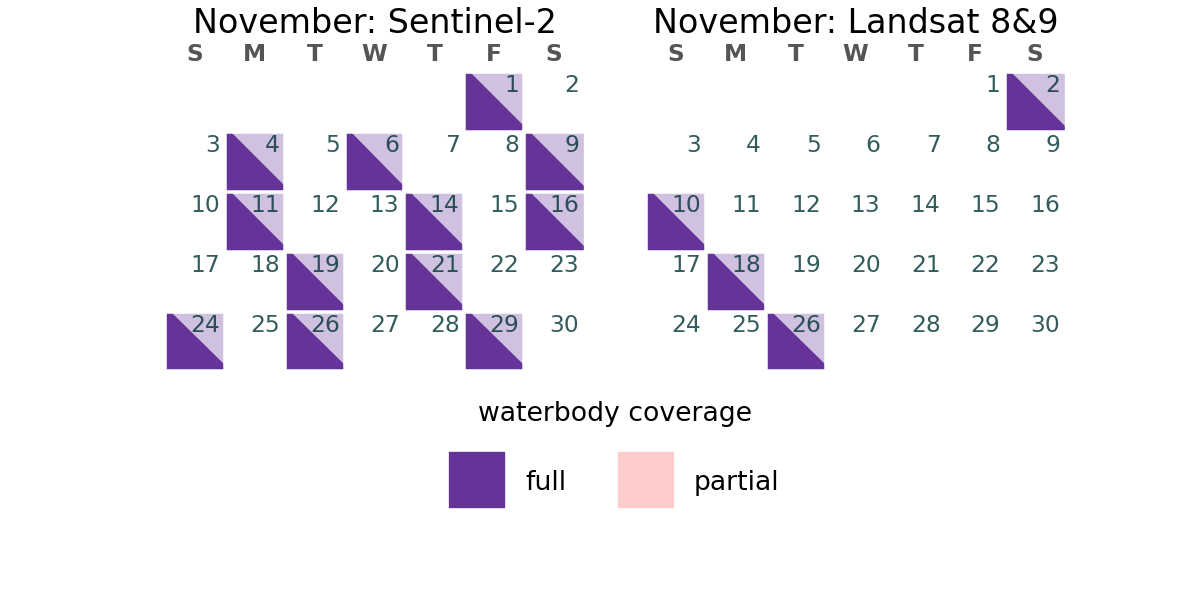 November: Sentinel-2
S M T W T F S
1 2
3 4 5 6 7 8 9
10 11 12 13 14 15 16
17 18 19 20 21 22 23
24 25 26 27 28 29 30
November: Landsat 8&9
S M T W T F S
1 2
3 4 5 6 7 8 9
10 11 12 13 14 15 16
17 18 19 20 21 22 23
24 25 26 27 28 29 30
waterbody coverage
full
partial